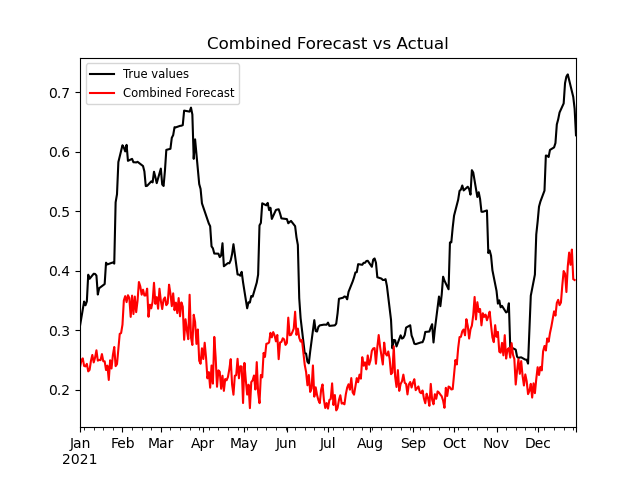 Combined Forecast vs Actual
True values
Combined Forecast
0.7
0.6
0.5
0.4
0.3
0.2
Jan Feb Mar Apr May Jun Jul Aug Sep Oct Nov Dec
2021